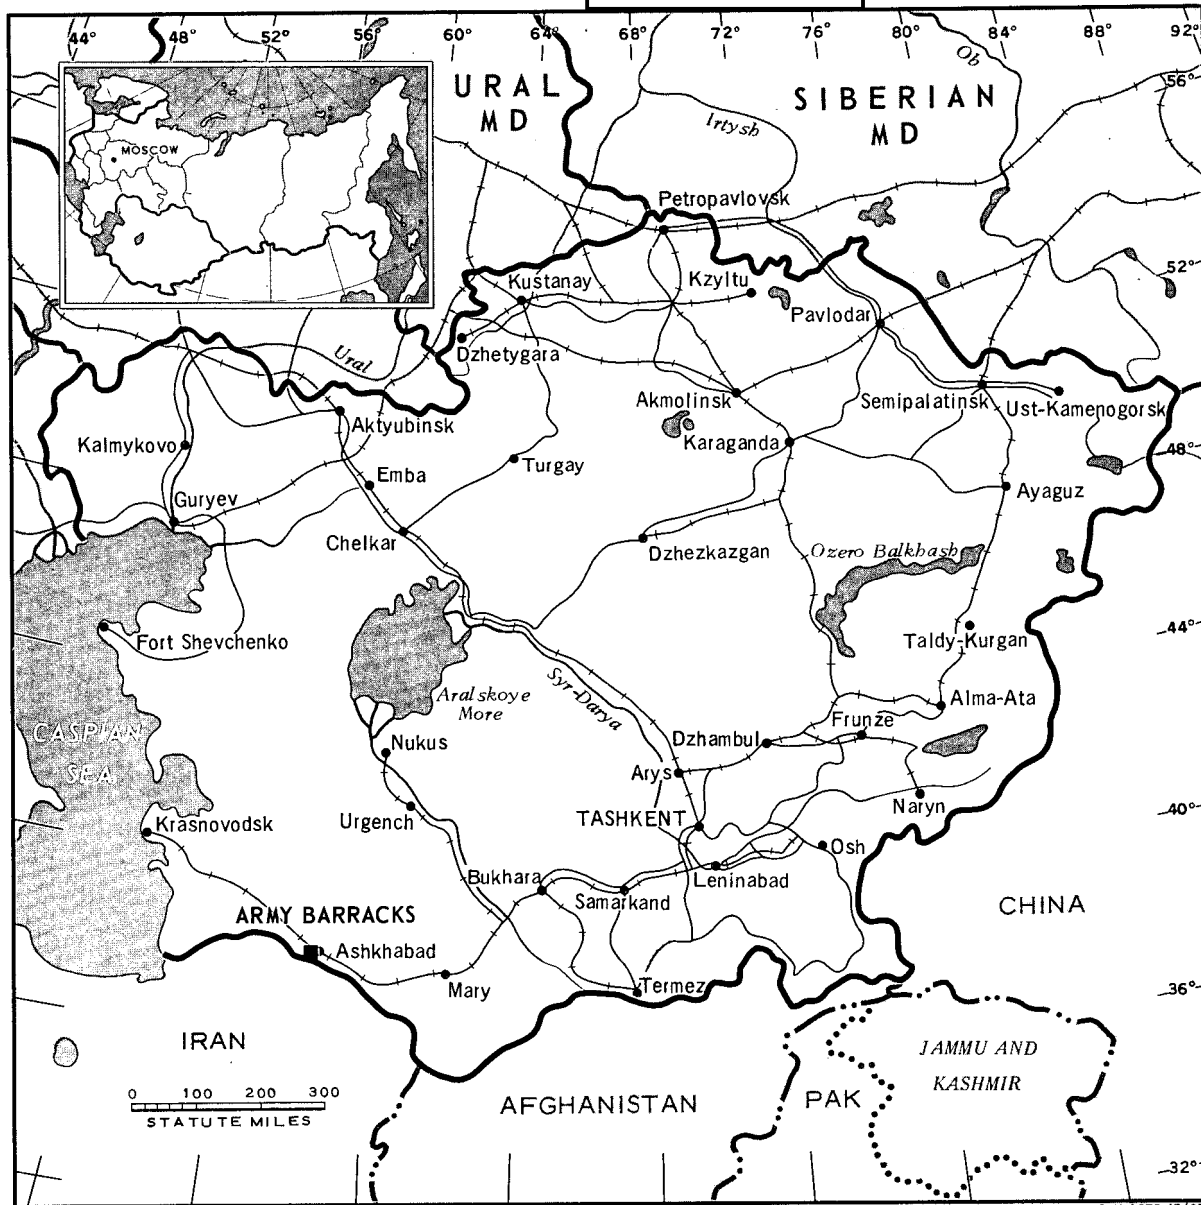 44° 48° 52° 56° 60° 64° 68° 72° 76° 80° 84° 88° 92°
URAL
MD
SIBERIAN
MD
Ob
56°
Irtysh
MOSCOW
Petropavlovsk
52°
Kustanay
Kzyltu
Pavlodar
Ural
Dzhetygara
Akmolinsk
Semipalatinsk
Ust-Kamenogorsk
Aktyubinsk
Kalmykovo
Karaganda
48°
Emba
Turgay
Ayaguz
Guryev
Chelkar
Dzhezkazgan
Ozero Balkhash
44°
Fort Shevchenko
Taldy-Kurgan
Syr-Darya
Aralskoye
More
Alma-Ata
Frunze
CASPIAN
SEA
Nukus
Dzhambul
Arys
Naryn
40°
Krasnovodsk
Urgench
TASHKENT
Osh
Bukhara
Leninabad
Samarkand
ARMY BARRACKS
CHINA
Ashkhabad
Mary
Termez
36°
IRAN
JAMMU AND
KASHMIR
0 100 200 300
STATUTE MILES
AFGHANISTAN
PAK
32°